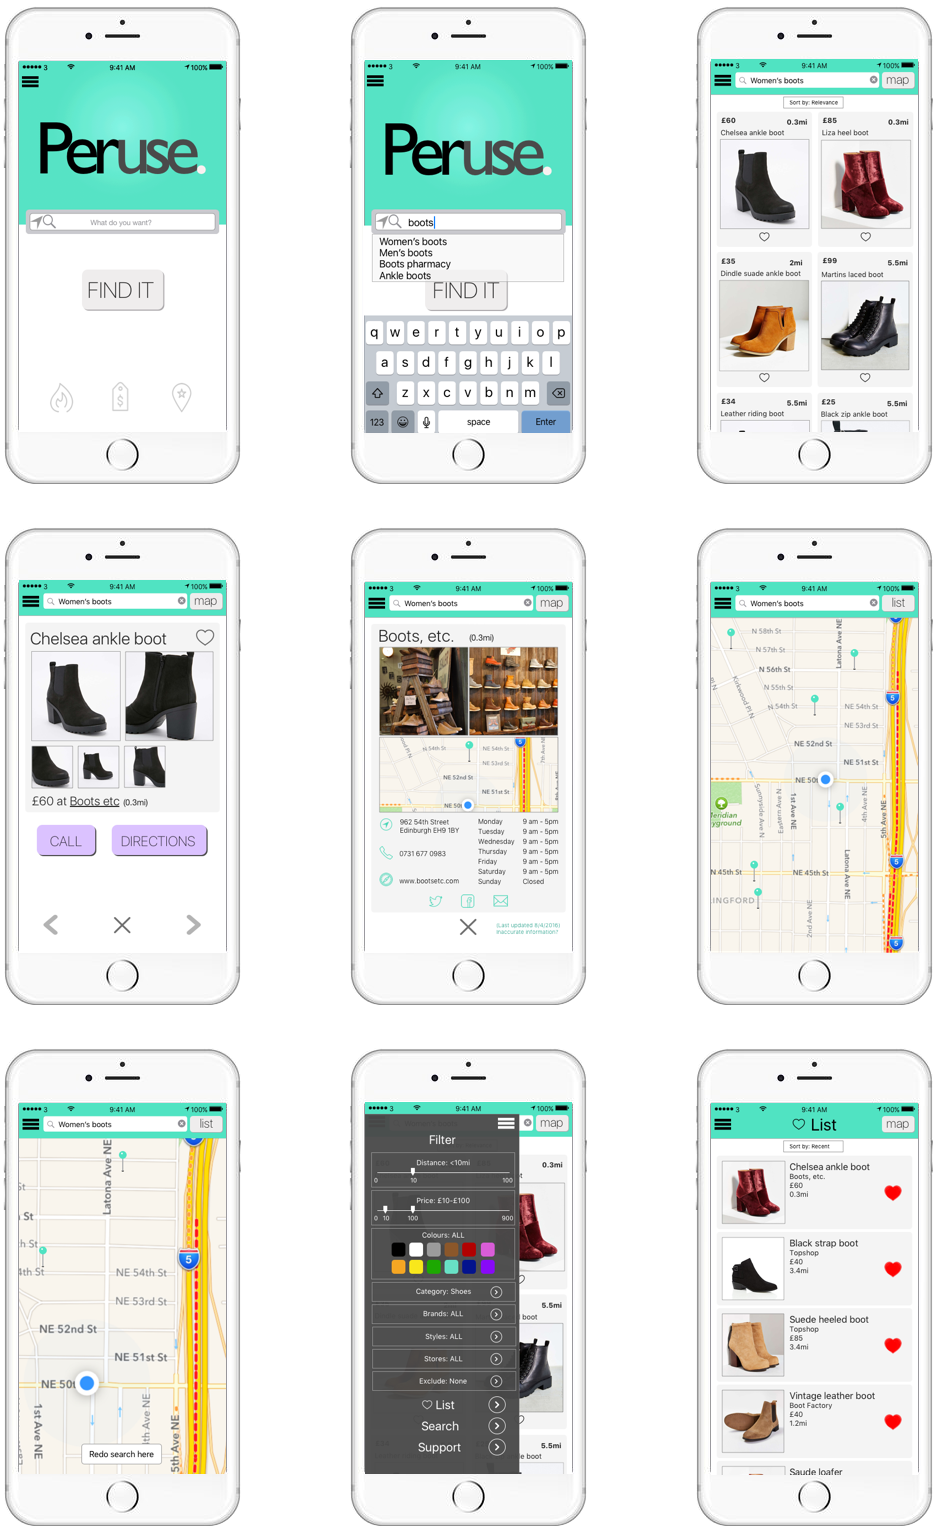 ●●●●● 3 9:41 AM 100%
Peruse.
What do you want?
FIND IT
●●●●● 3 9:41 AM 100%
Peruse.
boots
Women's boots
Men's boots
Boots pharmacy
Ankle boots
FIND IT
q w e r t y u i o p
a s d f g h j k l
z x c v b n m
123 space Enter
●●●●● 3 9:41 AM 100%
Women's boots map
Sort by: Relevance
£60 0.3mi
Chelsea ankle boot
£85 0.3mi
Liza heel boot
£35 2mi
Dindle suade ankle boot
£99 5.5mi
Martins laced boot
£34 5.5mi
Leather riding boot
£25 5.5mi
Black zip ankle boot
●●●●● 3 9:41 AM 100%
Women's boots map
Chelsea ankle boot
£60 at Boots etc (0.3mi)
CALL DIRECTIONS
●●●●● 3 9:41 AM 100%
Women's boots map
Boots, etc. (0.3mi)
N 54th St NE 54th St
NE 53rd St
NE 52nd St
NE 51st St
NE 50t
962 54th Street
Edinburgh EH9 1BY
0731 677 0983
www.bootsetc.com
Monday 9 am - 5pm
Tuesday 9 am - 5pm
Wednesday 9 am - 5pm
Thursday 9 am - 5pm
Friday 9 am - 5pm
Saturday 9 am - 5pm
Sunday Closed
(Last updated 8/4/2016)
Inaccurate information?
●●●●● 3 9:41 AM 100%
Women's boots list
N 58th St
N 57th St
N 56th St
Latona Ave NE
N 55th St
Kirkwood Pl N
N 54th St NE 54th St
5
NE 53rd St
NE 52nd St
NE 51st St
NE 50t
Sunnyside Ave N
Eastern Ave N
1st Ave NE
4th Ave NE
5th Ave NE
eridian
yground
N 45th St NE 45th St
Latona Ave NE
5
INGFORD
2nd Ave NE
5
●●●●● 3 9:41 AM 100%
Women's boots list
Latona Ave NE
St
5
4th St NE 54th St
NE 53rd St
NE 52nd St
NE 51st St
NE 50t
1st Ave NE
5th Ave NE
Redo search here
●●●●● 3 9:41 AM 100%
map
Filter
Distance: <10mi
0 10 100
Price: £10-£100
0 10 100 900
Colours: ALL
Category: Shoes
Brands: ALL
Styles: ALL
Stores: ALL
Exclude: None
List
Search
Support
0.3mi
5.5mi
boot
5.5mi
le boot
●●●●● 3 9:41 AM 100%
List map
Sort by: Recent
Chelsea ankle boot
Boots, etc.
£60
0.3mi
Black strap boot
Topshop
£40
3.4mi
Suede heeled boot
Topshop
£85
3.4mi
Vintage leather boot
Boot Factory
£40
1.2mi
Saude loafer